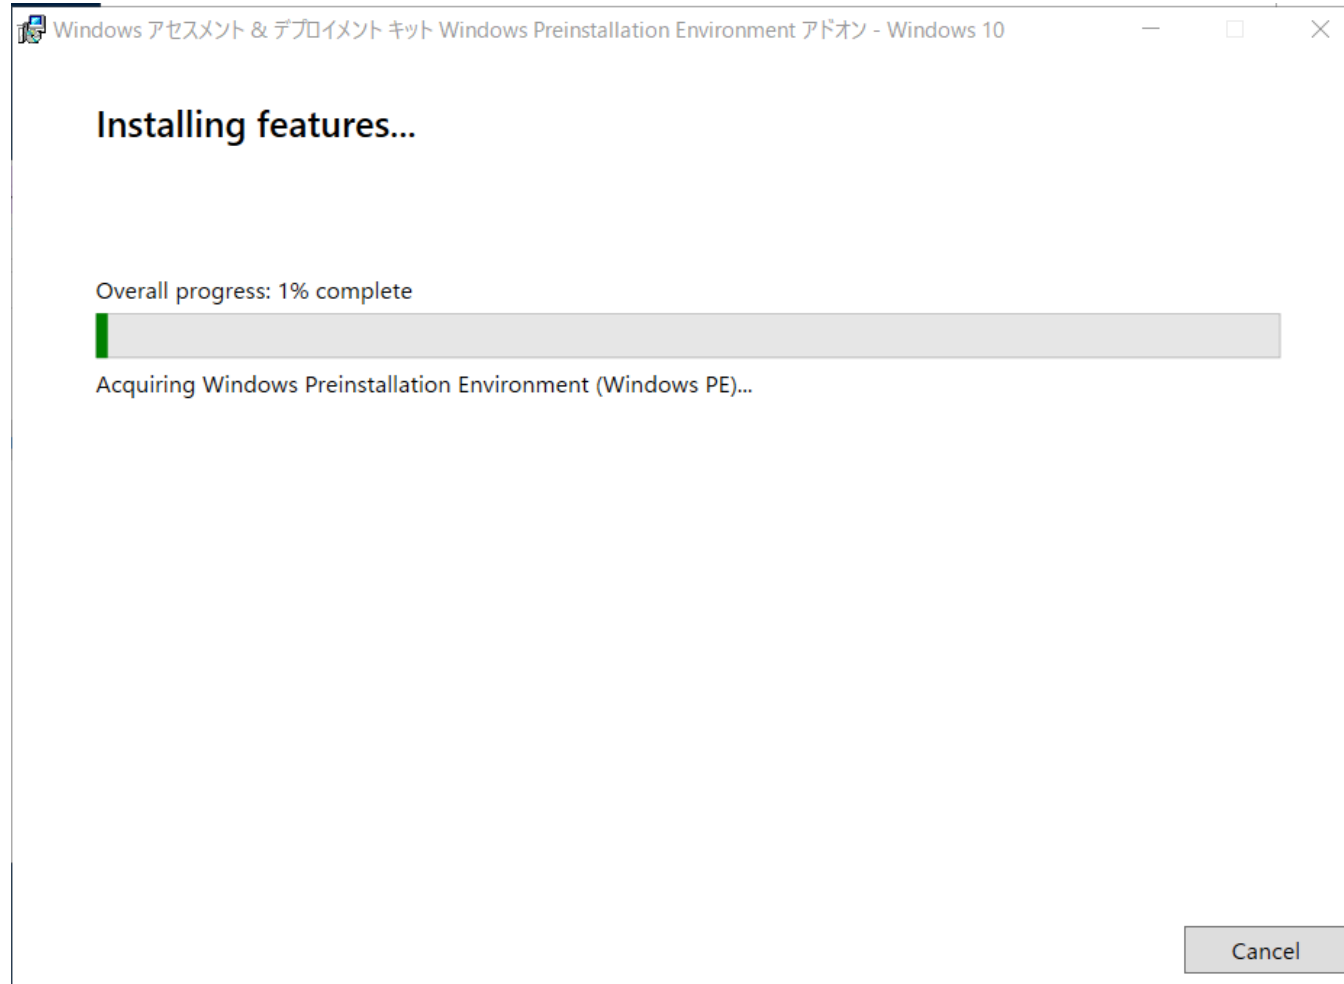 Windows アセスメント & デプロイメント キット Windows Preinstallation Environment アドオン - Windows 10
Installing features...
Overall progress: 1% complete
Acquiring Windows Preinstallation Environment (Windows PE)...
Cancel